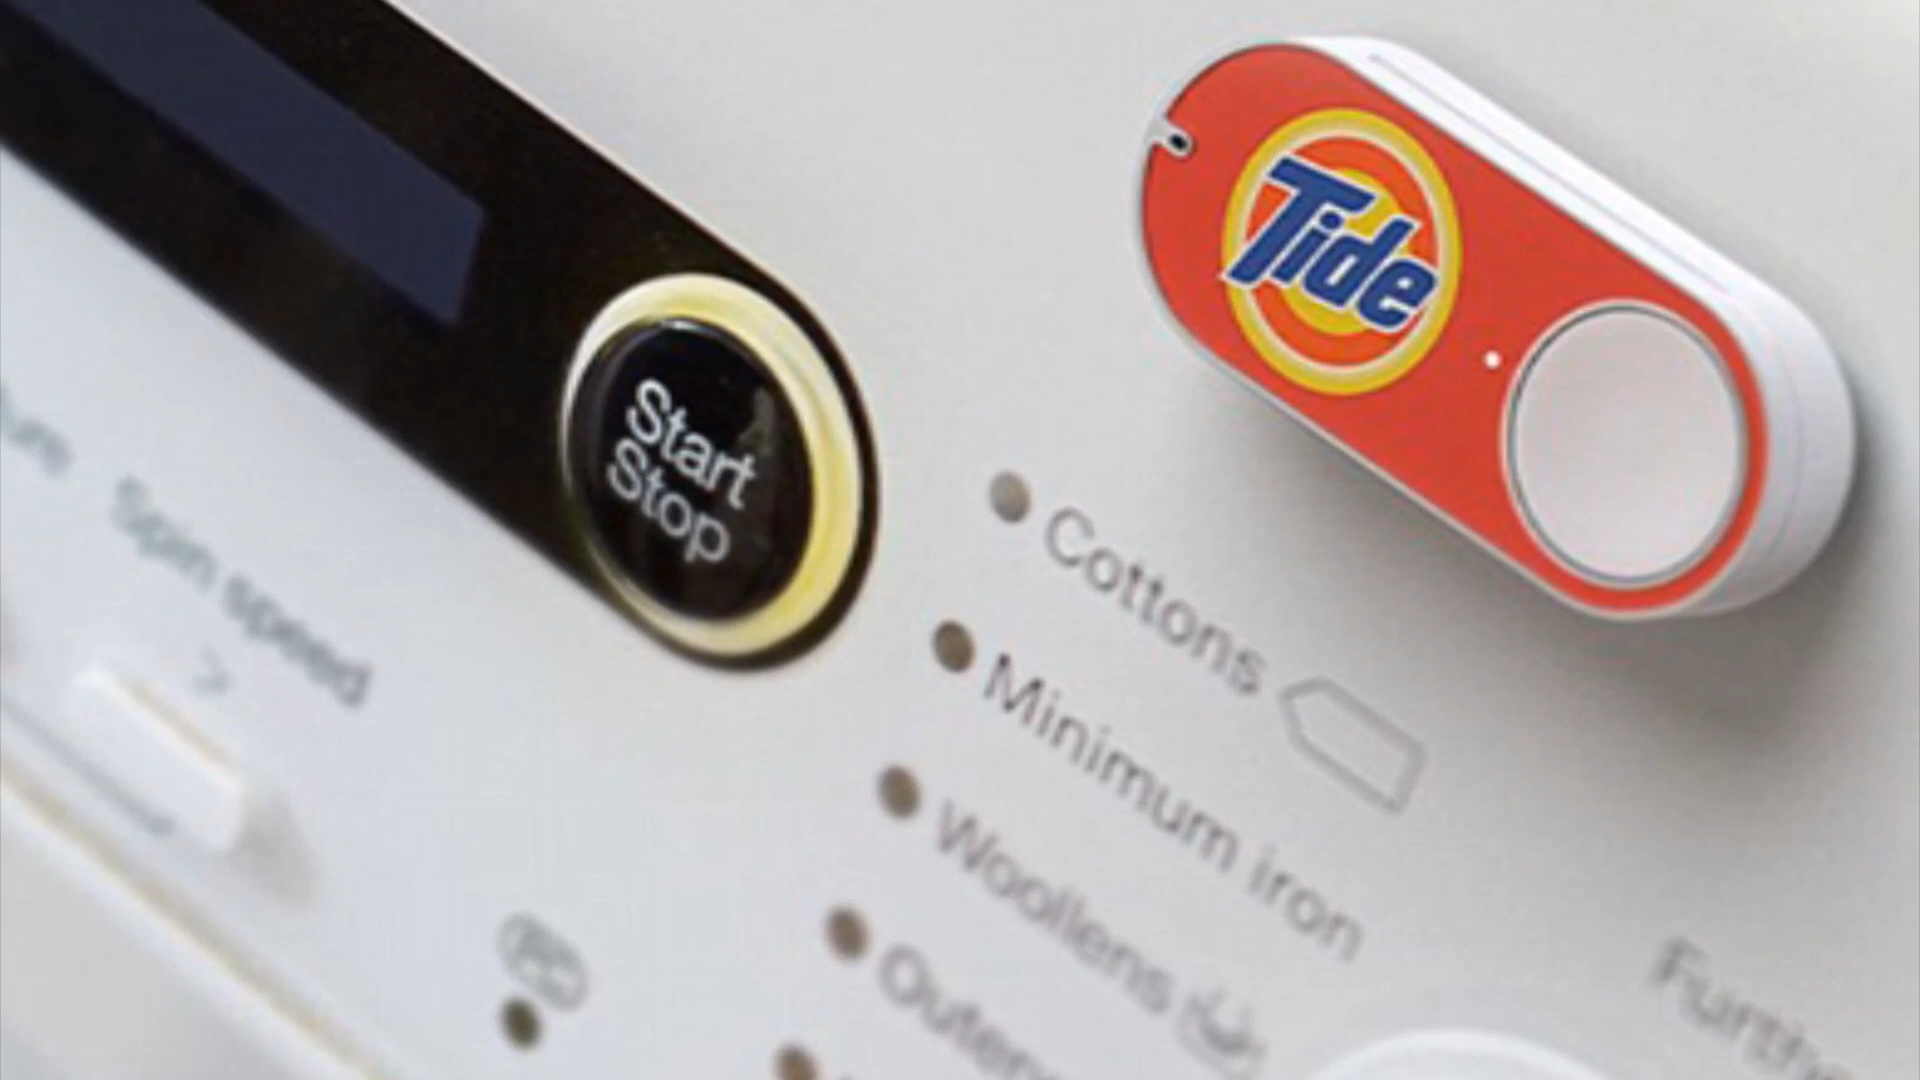 Tide
Start
Stop
Spin speed
Cottons
Minimum iron
Woollens